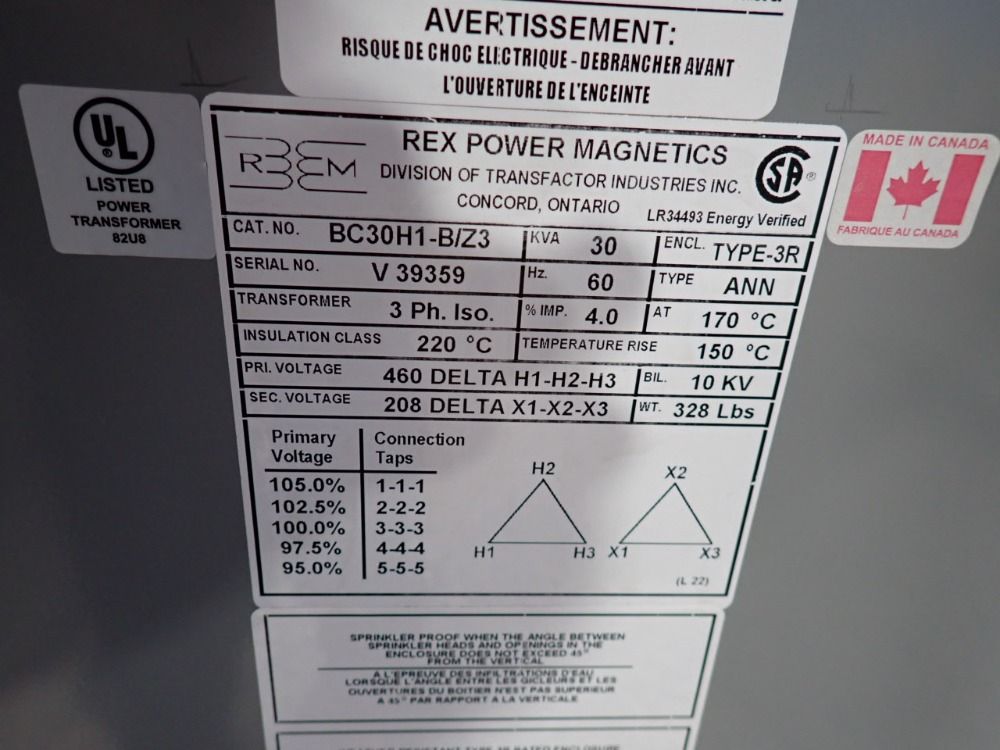 AVERTISSEMENT:
RISQUE DE CHOC ELECTRIQUE - DEBRANCHER AVANT
L'OUVERTURE DE L'ENCEINTE
UL
®
LISTED
POWER
TRANSFORMER
82U8
REX POWER MAGNETICS
DIVISION OF TRANSFACTOR INDUSTRIES INC.
CONCORD, ONTARIO
LR34493 Energy Verified
MADE IN CANADA
FABRIQUE AU CANADA
CAT. NO. BC30H1-B/Z3 KVA 30 ENCL. TYPE-3R
SERIAL NO. V 39359 Hz. 60 TYPE ANN
TRANSFORMER 3 Ph. Iso. % IMP. 4.0 AT 170 °C
INSULATION CLASS 220 °C TEMPERATURE RISE 150 °C
PRI. VOLTAGE 460 DELTA H1-H2-H3 BIL. 10 KV
SEC. VOLTAGE 208 DELTA X1-X2-X3 WT. 328 Lbs
Primary Connection
Voltage Taps
105.0% 1-1-1
102.5% 2-2-2
100.0% 3-3-3
97.5% 4-4-4
95.0% 5-5-5
H2 X2
H1 H3 X1 X3
(L 22)
SPRINKLER PROOF WHEN THE ANGLE BETWEEN
SPRINKLER HEADS AND OPENINGS IN THE
ENCLOSURE DOES NOT EXCEED 45°
FROM THE VERTICAL
A L'EPREUVE DES INFILTRATIONS D'EAU
LORSQUE L'ANGLE ENTRE LES GICLEURS ET LES
OUVERTURES DU BOITIER N'EST PAS SUPERIEUR
A 45° PAR RAPPORT A LA VERTICALE